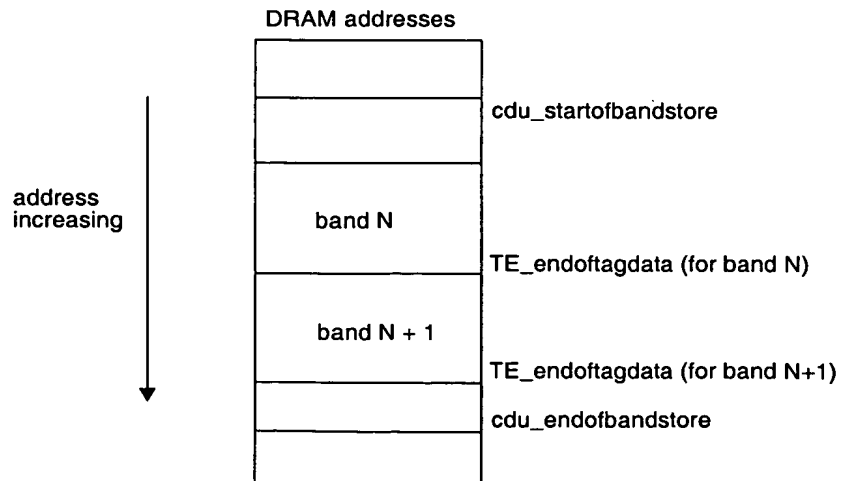 DRAM addresses
cdu_startofbandstore
address
increasing
band N
TE_endoftagdata (for band N)
band N + 1
TE_endoftagdata (for band N+1)
cdu_endofbandstore